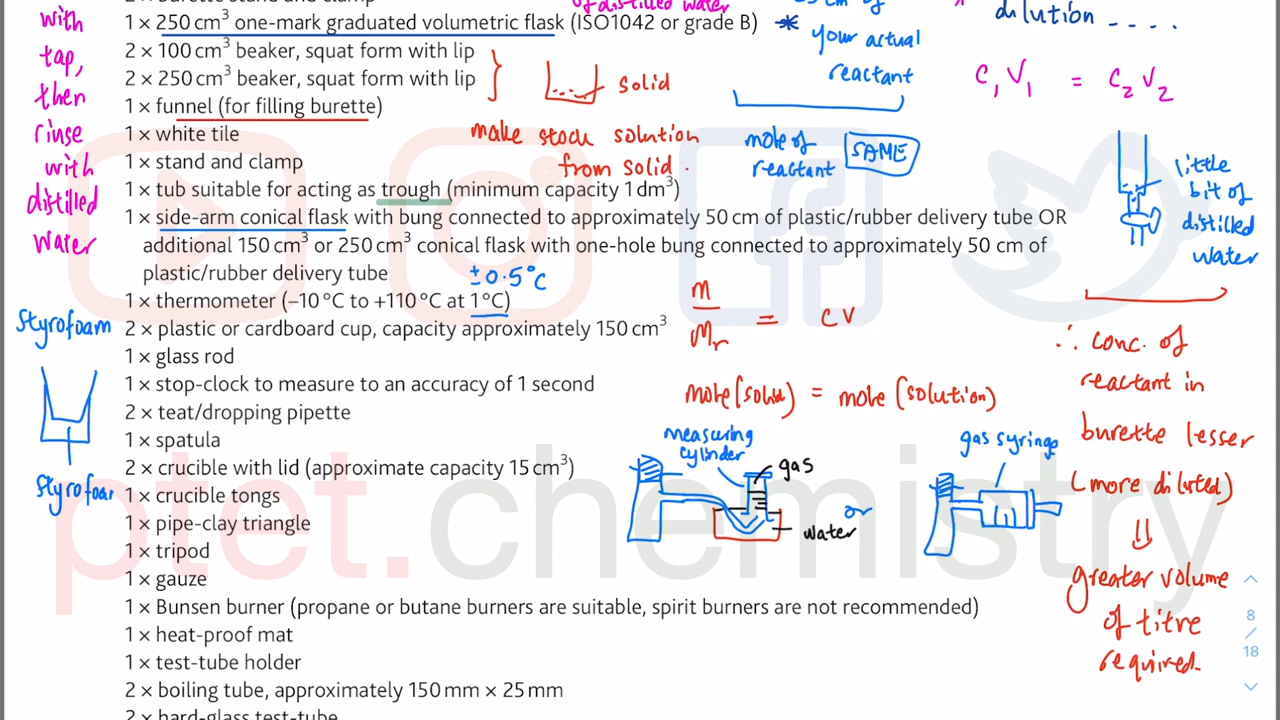 with
tap,
then
rinse
with
distilled
water
of distilled water
1 × 250 cm³ one-mark graduated volumetric flask (ISO1042 or grade B) *
your actual
reactant
dilution ----.
2 × 100 cm³ beaker, squat form with lip
2 × 250 cm³ beaker, squat form with lip
solid
C₁V₁ = C₂V₂
1 × funnel (for filling burette)
make stock solution
from solid.
mole of
reactant
SAME
1 × white tile
1 × stand and clamp
1 × tub suitable for acting as trough (minimum capacity 1 dm³)
1 × side-arm conical flask with bung connected to approximately 50 cm of plastic/rubber delivery tube OR
additional 150 cm³ or 250 cm³ conical flask with one-hole bung connected to approximately 50 cm of
plastic/rubber delivery tube
little
bit of
distilled
water
±0.5°C
1 × thermometer (–10 °C to +110 °C at 1 °C)
m
Mr
= CV
Styrofoam
2 × plastic or cardboard cup, capacity approximately 150 cm³
1 × glass rod
1 × stop-clock to measure to an accuracy of 1 second
mole(solid) = mole (solution)
2 × teat/dropping pipette
1 × spatula
2 × crucible with lid (approximate capacity 15 cm³)
Styrofoam
1 × crucible tongs
1 × pipe-clay triangle
1 × tripod
1 × gauze
1 × Bunsen burner (propane or butane burners are suitable, spirit burners are not recommended)
1 × heat-proof mat
1 × test-tube holder
2 × boiling tube, approximately 150 mm × 25 mm
2 × hard-glass test-tube
measuring
cylinder
gas
or
water
gas syringe
∴ conc. of
reactant in
burette lesser
(more diluted)
⇓
greater volume
of titre
required.
ptet.chemistry
8
/
18